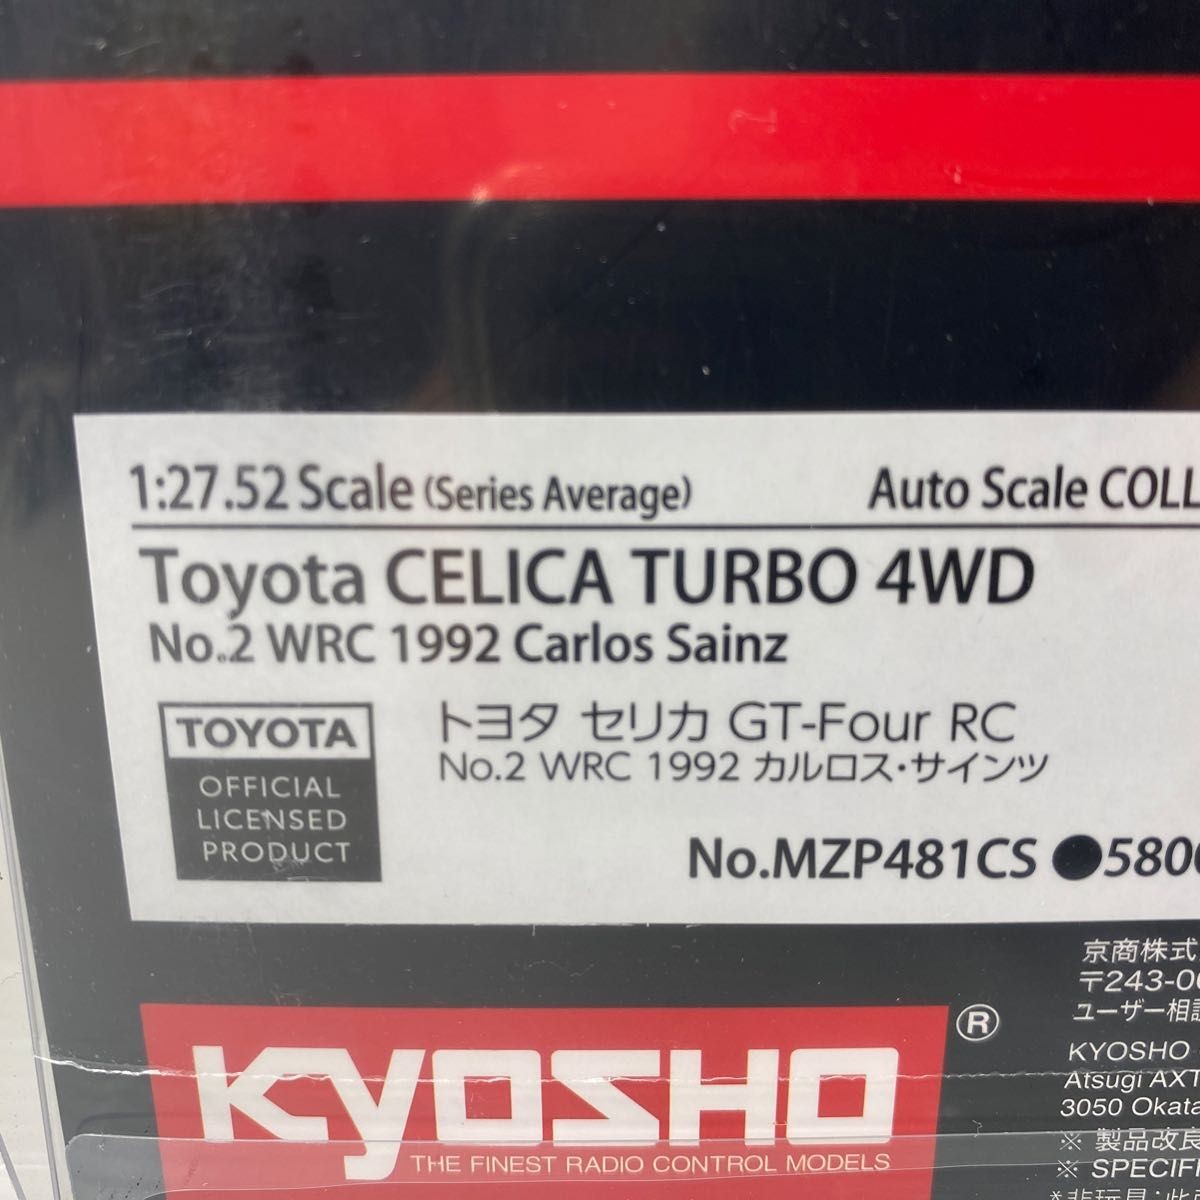 1:27.52 Scale (Series Average) Auto Scale COLL
Toyota CELICA TURBO 4WD
No.2 WRC 1992 Carlos Sainz
TOYOTA
OFFICIAL
LICENSED
PRODUCT
トヨタ セリカ GT-Four RC
No.2 WRC 1992 カルロス・サインツ
No.MZP481CS ●580
KYOSHO ®
THE FINEST RADIO CONTROL MODELS
京商株式
〒243-0
ユーザー相談
KYOSHO
Atsugi AXT
3050 Okata
※ 製品改良
※ SPECIFI